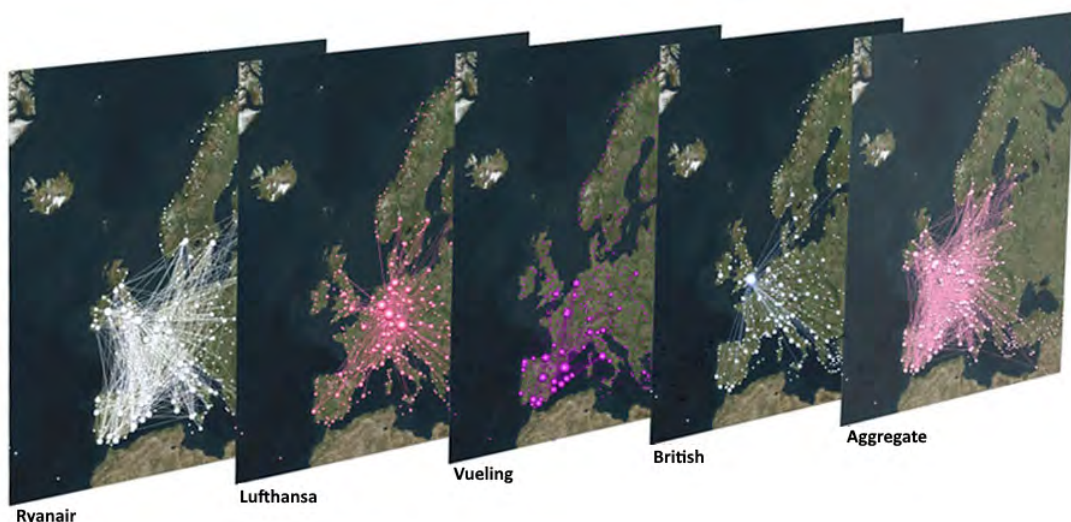 Ryanair
Lufthansa
Vueling
British
Aggregate